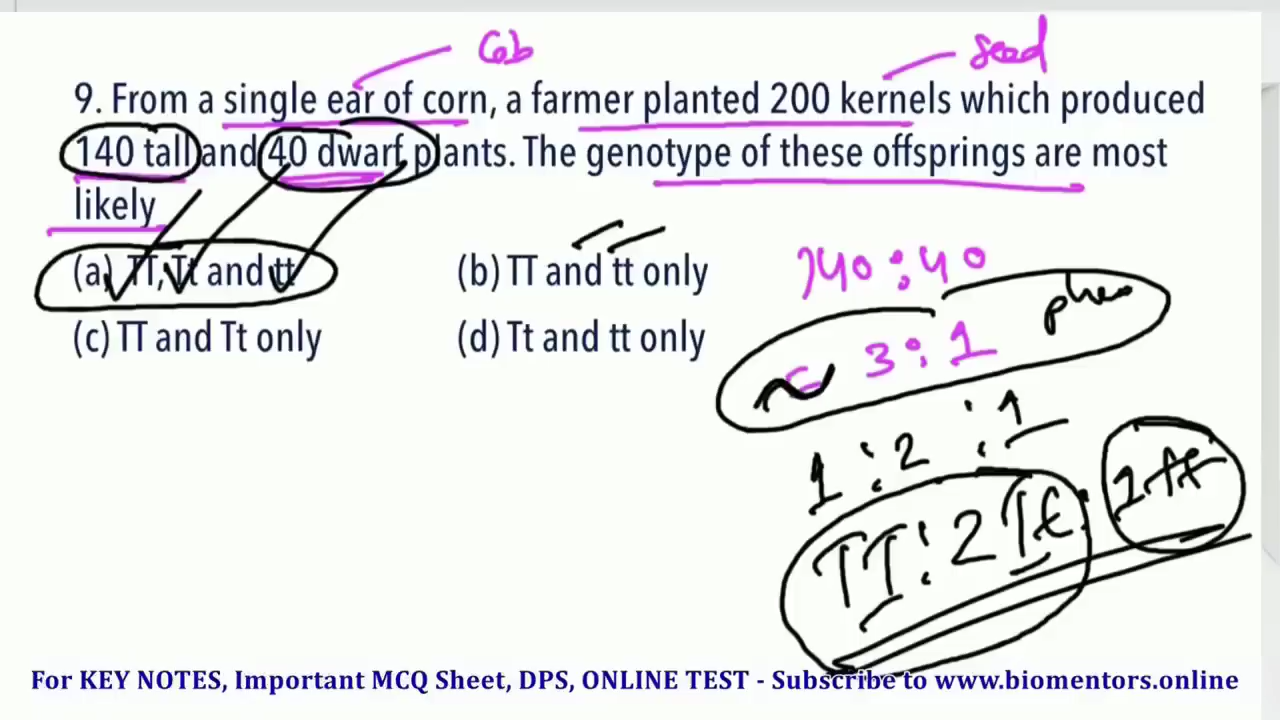 Cob
seed
9. From a single ear of corn, a farmer planted 200 kernels which produced
140 tall and 40 dwarf plants. The genotype of these offsprings are most
likely
(a) TT, Tt and tt
(b) TT and tt only
(c) TT and Tt only
(d) Tt and tt only
140 : 40
pheno
≈ 3 : 1
1 : 2 : 1
TT : 2 Tt : 1 tt
For KEY NOTES, Important MCQ Sheet, DPS, ONLINE TEST - Subscribe to www.biomentors.online